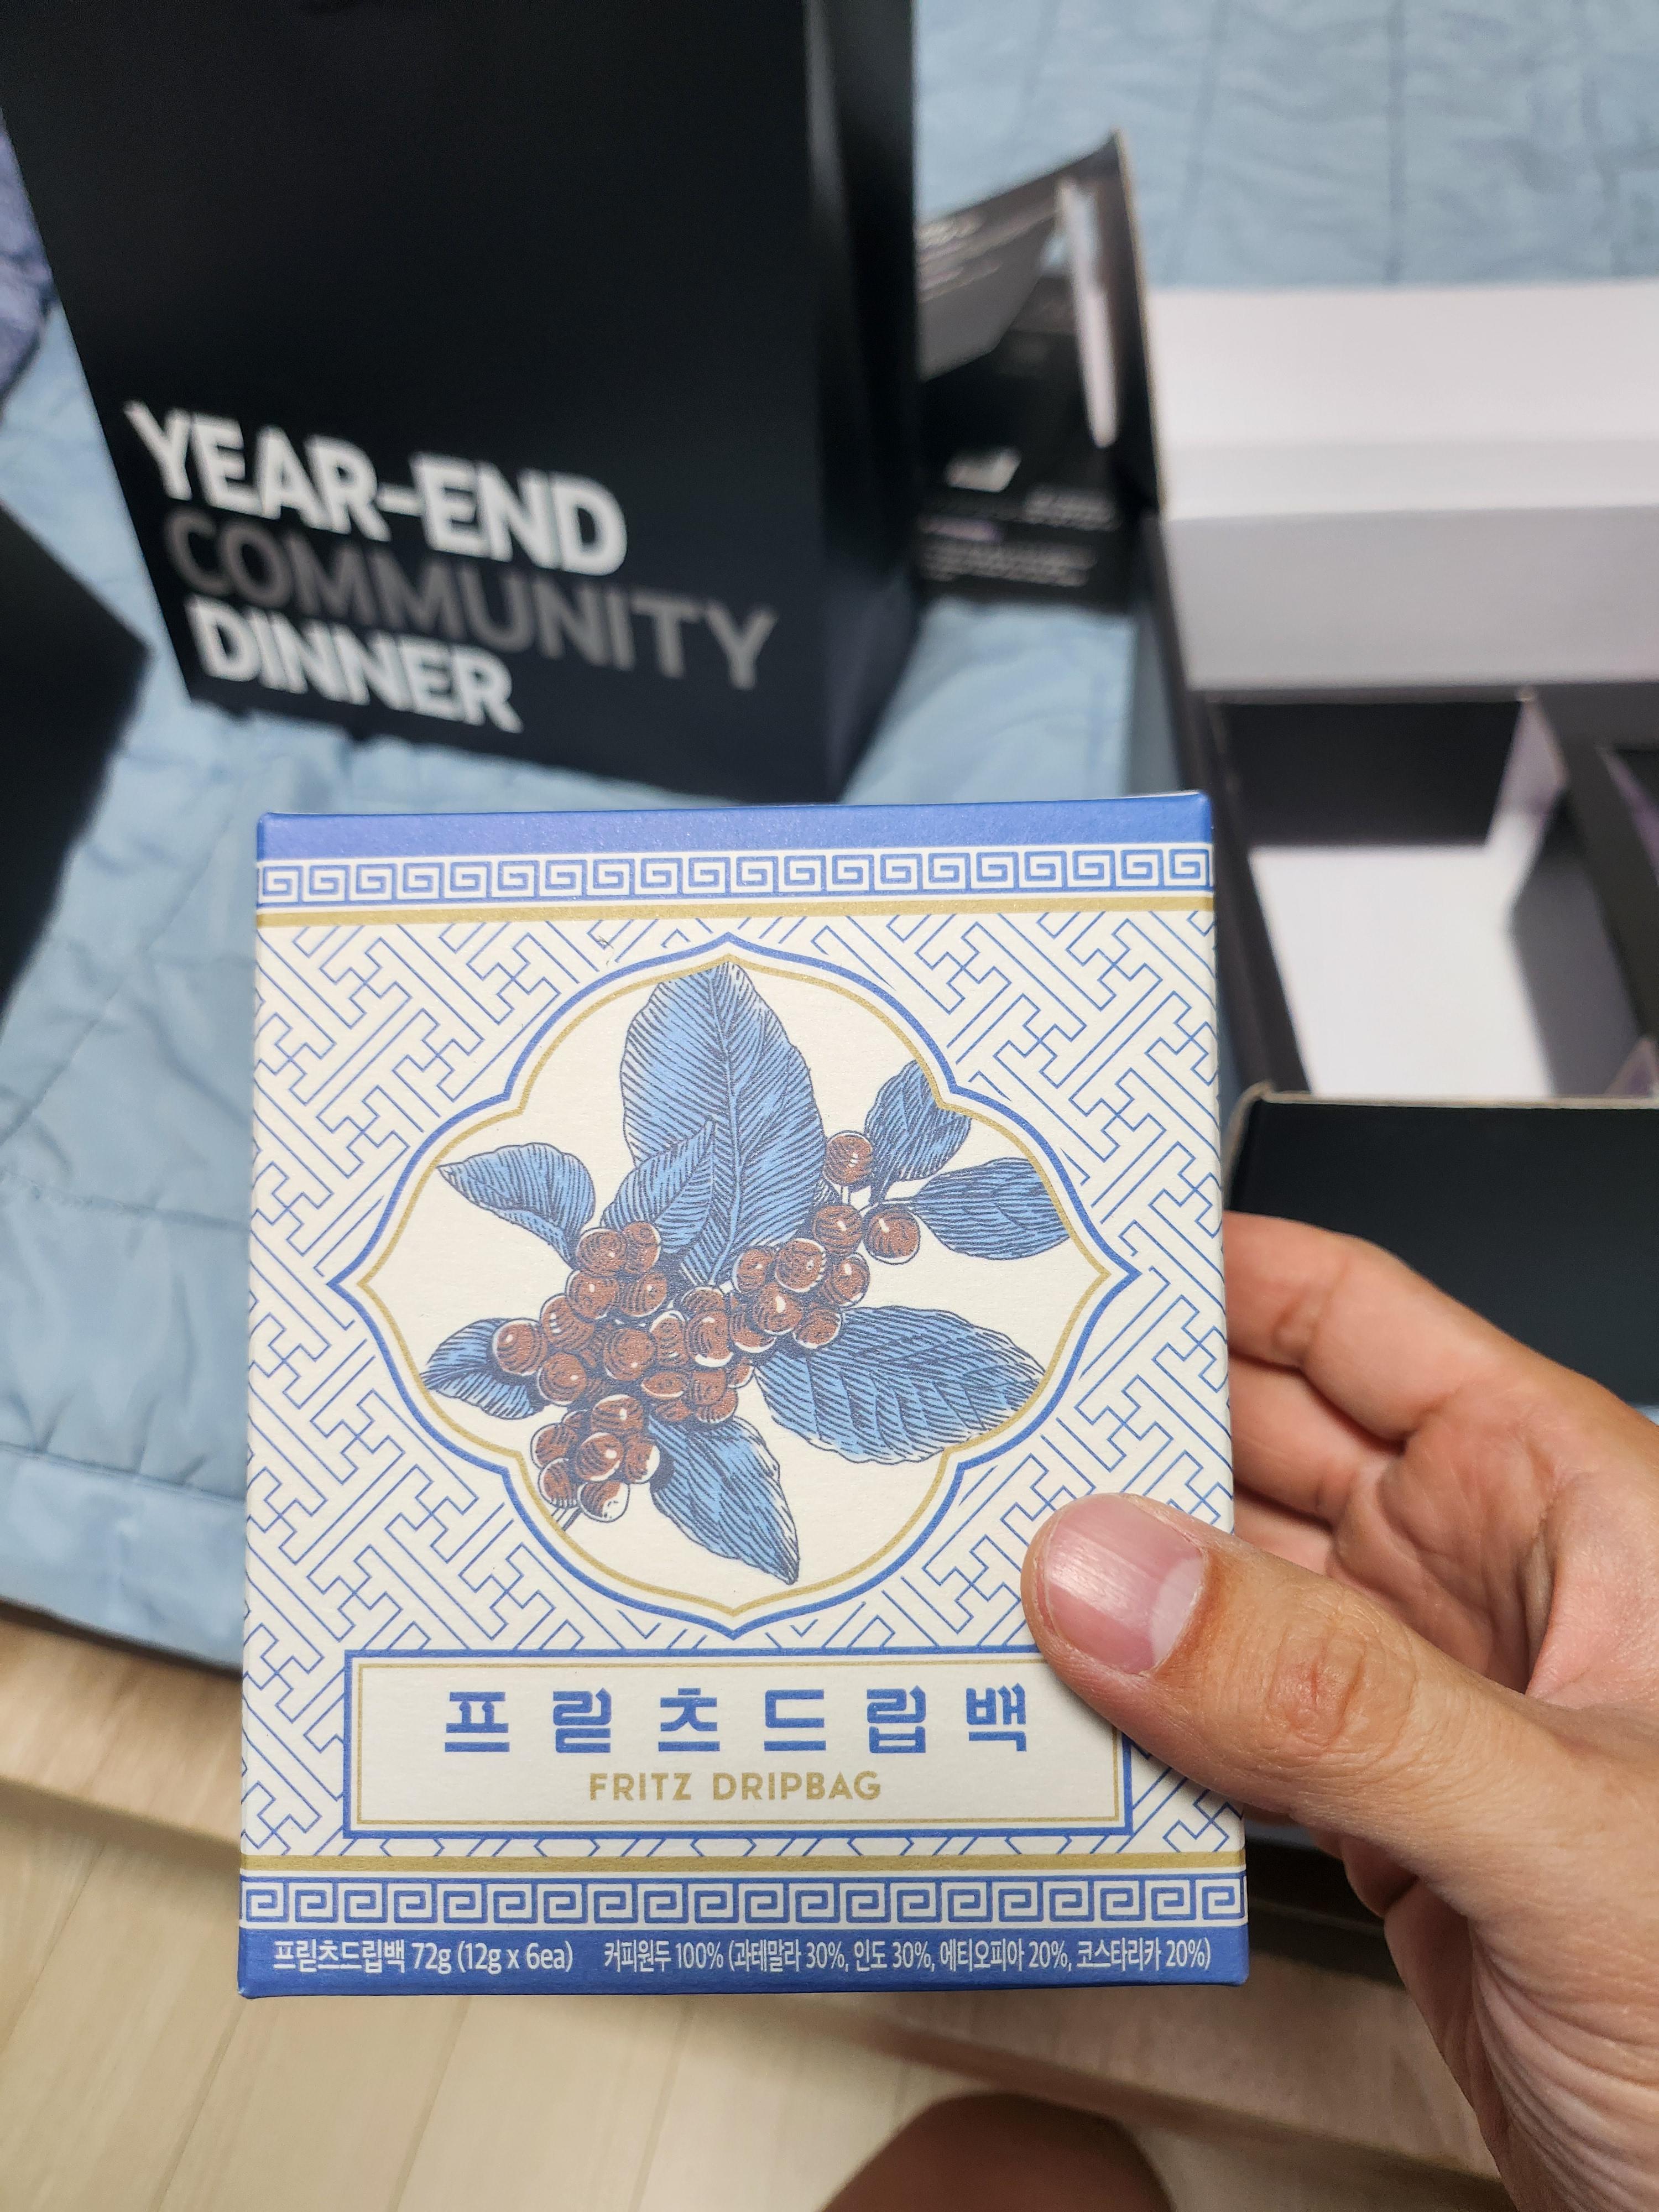 YEAR-END
COMMUNITY
DINNER
프릳츠드립백
FRITZ DRIPBAG
프릳츠드립백 72g (12g x 6ea) 커피원두 100% (과테말라 30%, 인도 30%, 에티오피아 20%, 코스타리카 20%)